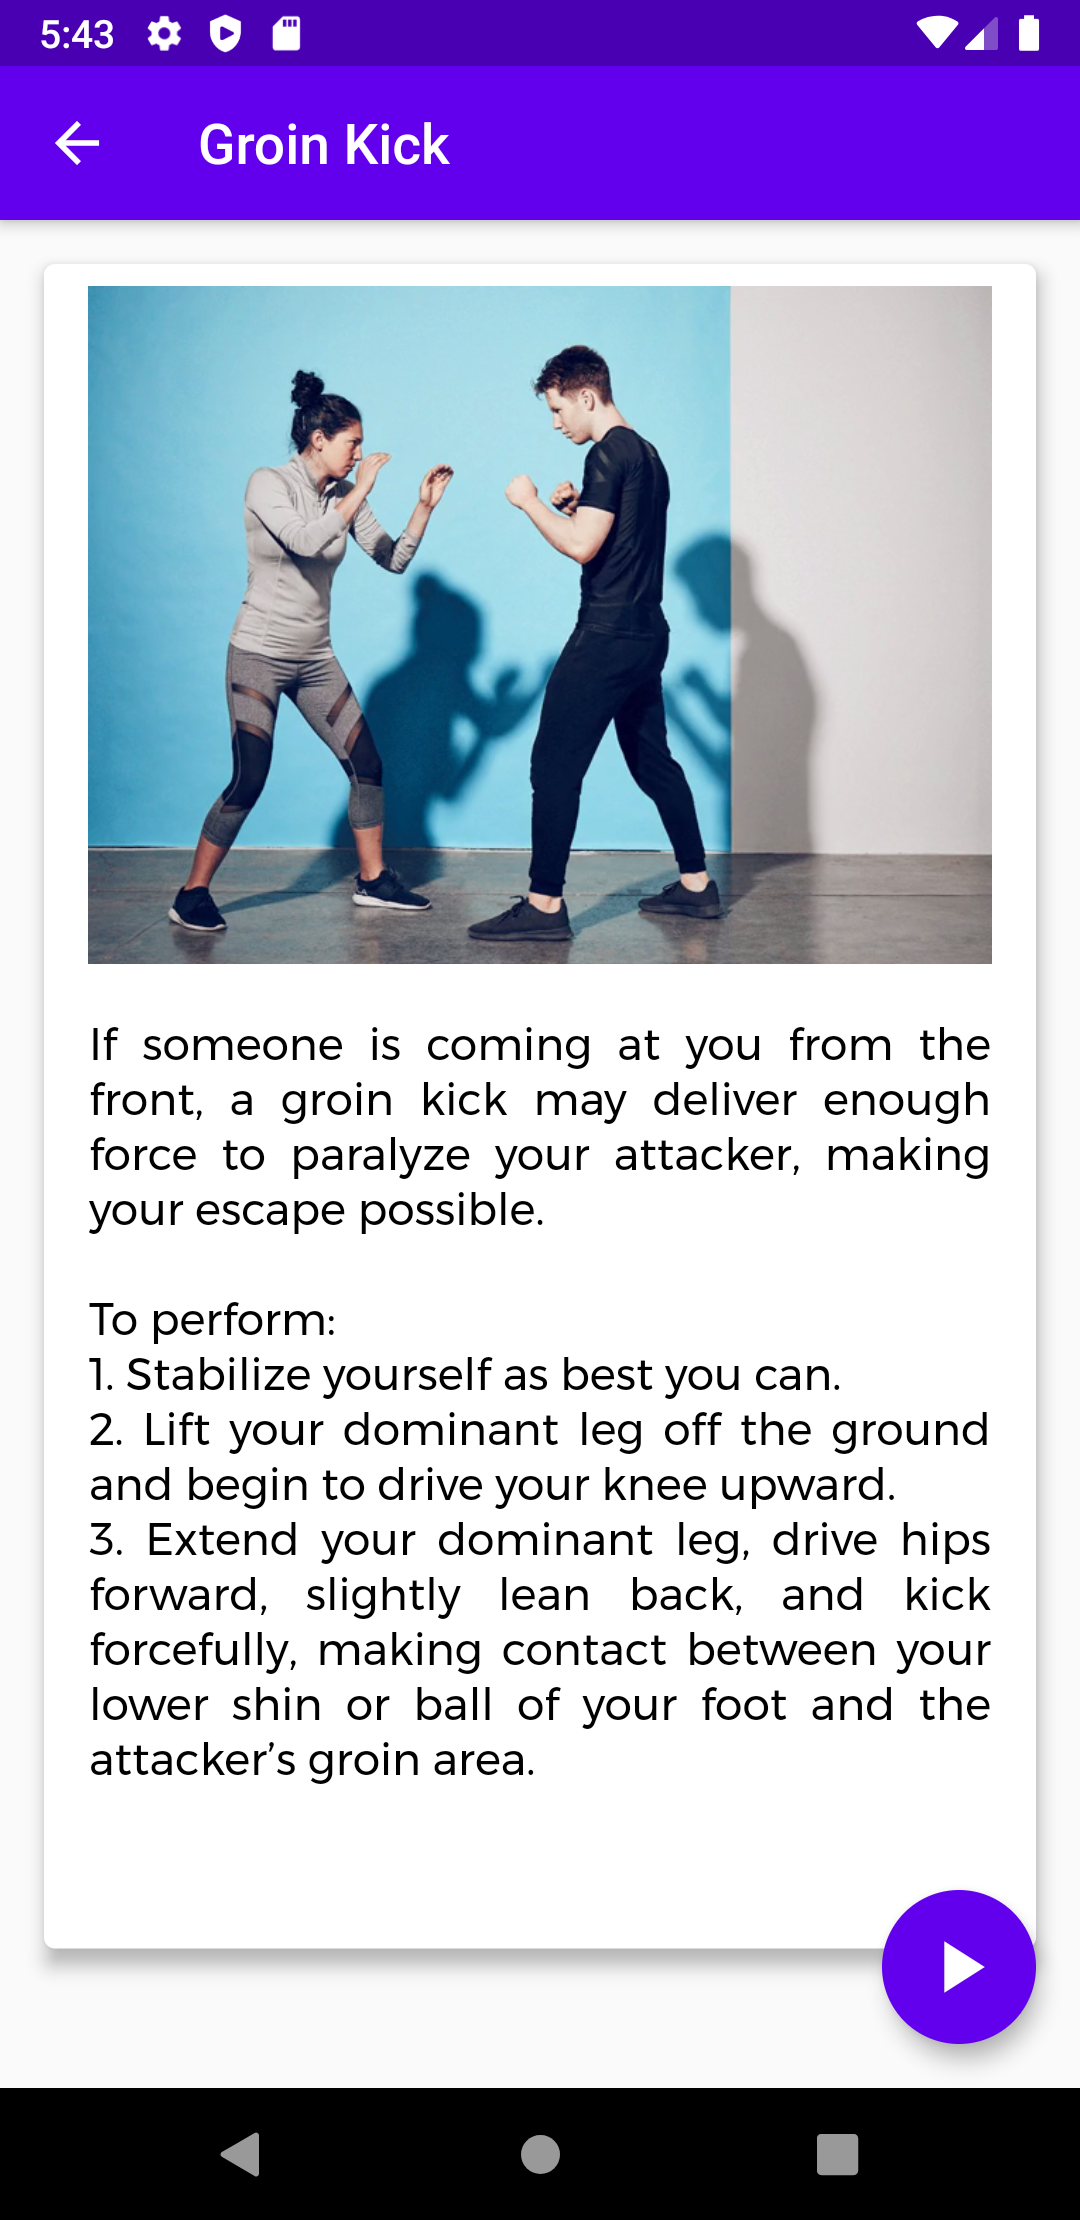 5:43
Groin Kick
If someone is coming at you from the
front, a groin kick may deliver enough
force to paralyze your attacker, making
your escape possible.
To perform:
1. Stabilize yourself as best you can.
2. Lift your dominant leg off the ground
and begin to drive your knee upward.
3. Extend your dominant leg, drive hips
forward, slightly lean back, and kick
forcefully, making contact between your
lower shin or ball of your foot and the
attacker’s groin area.